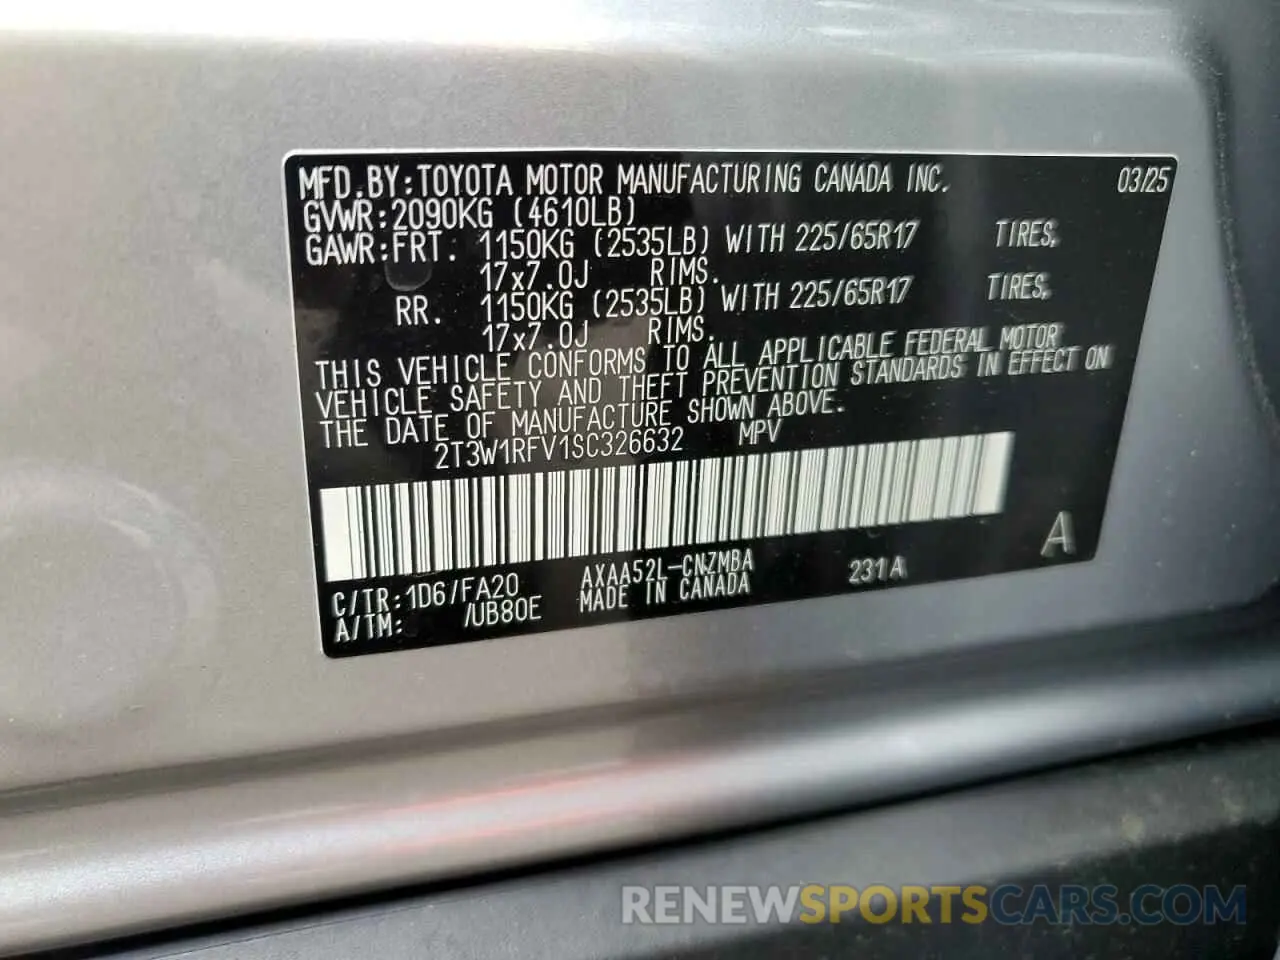 MFD.BY:TOYOTA MOTOR MANUFACTURING CANADA INC. 03/25
GVWR:2090KG (4610LB)
GAWR:FRT. 1150KG (2535LB) WITH 225/65R17 TIRES,
17x7.0J RIMS.
RR. 1150KG (2535LB) WITH 225/65R17 TIRES,
17x7.0J RIMS.
THIS VEHICLE CONFORMS TO ALL APPLICABLE FEDERAL MOTOR
VEHICLE SAFETY AND THEFT PREVENTION STANDARDS IN EFFECT ON
THE DATE OF MANUFACTURE SHOWN ABOVE.
2T3W1RFV1SC326632 MPV
A
C/TR:1D6/FA20 AXAA52L-CNZMBA 231A
A/TM: /UB80E MADE IN CANADA
RENEWSPORTSCARS.COM